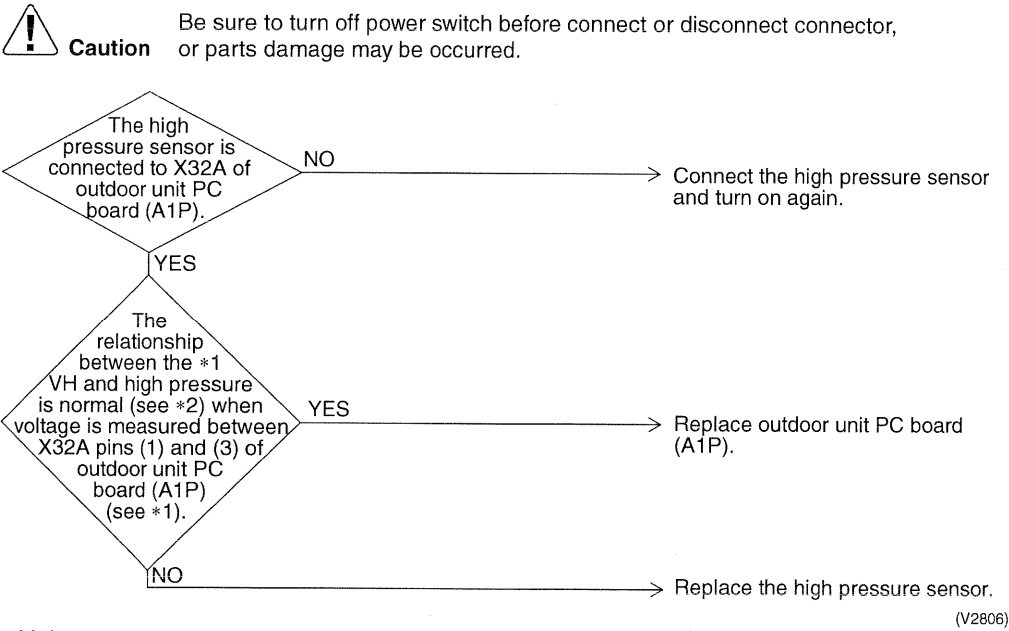 Be sure to turn off power switch before connect or disconnect connector,
Caution or parts damage may be occurred.
The high
pressure sensor is
connected to X32A of
outdoor unit PC
board (A1P).
NO
Connect the high pressure sensor
and turn on again.
YES
The
relationship
between the *1
VH and high pressure
is normal (see *2) when
voltage is measured between
X32A pins (1) and (3) of
outdoor unit PC
board (A1P)
(see *1).
YES
Replace outdoor unit PC board
(A1P).
NO
Replace the high pressure sensor.
(V2806)